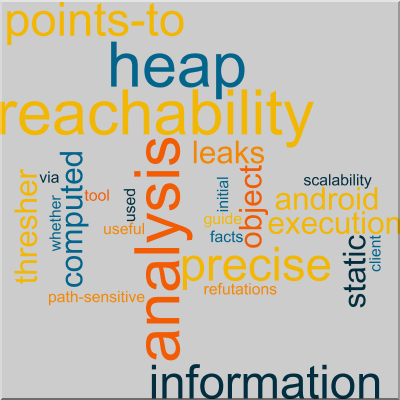 points-to
heap
reachability
leaks
analysis
thresher
via
whether
computed
tool
used
useful
initial
guide
facts
object
scalability
android
execution
precise
static
client
path-sensitive
refutations
information